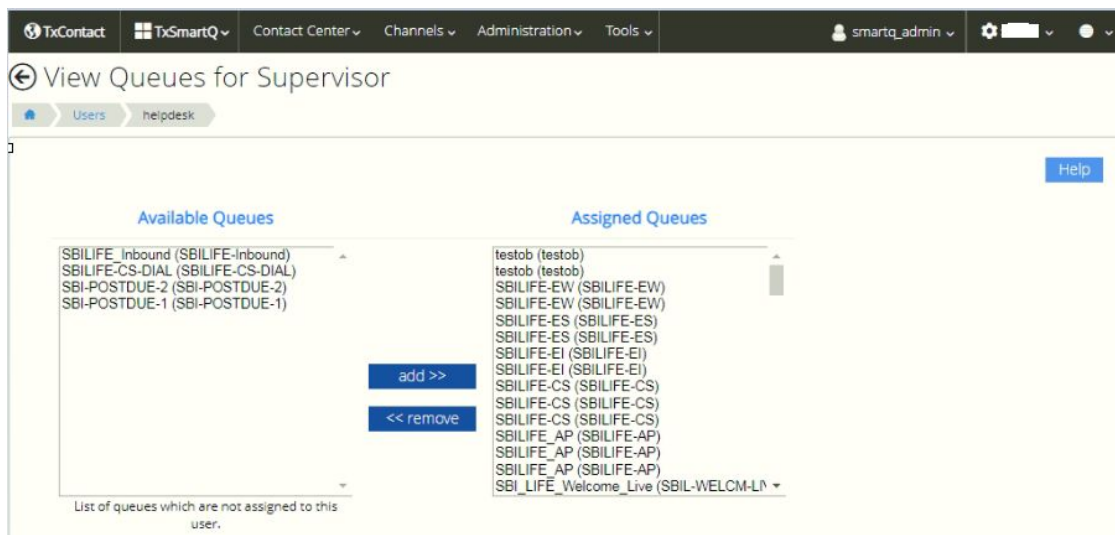 TxContact TxSmartQ Contact Center Channels Administration Tools smartq_admin
View Queues for Supervisor
Users helpdesk
Help
Available Queues
SBILIFE_Inbound (SBILIFE-Inbound)
SBILIFE-CS-DIAL (SBILIFE-CS-DIAL)
SBI-POSTDUE-2 (SBI-POSTDUE-2)
SBI-POSTDUE-1 (SBI-POSTDUE-1)
List of queues which are not assigned to this
user.
add >>
<< remove
Assigned Queues
testob (testob)
testob (testob)
SBILIFE-EW (SBILIFE-EW)
SBILIFE-EW (SBILIFE-EW)
SBILIFE-ES (SBILIFE-ES)
SBILIFE-ES (SBILIFE-ES)
SBILIFE-EI (SBILIFE-EI)
SBILIFE-EI (SBILIFE-EI)
SBILIFE-CS (SBILIFE-CS)
SBILIFE-CS (SBILIFE-CS)
SBILIFE-CS (SBILIFE-CS)
SBILIFE_AP (SBILIFE-AP)
SBILIFE_AP (SBILIFE-AP)
SBILIFE_AP (SBILIFE-AP)
SBI_LIFE_Welcome_Live (SBIL-WELCM-LI